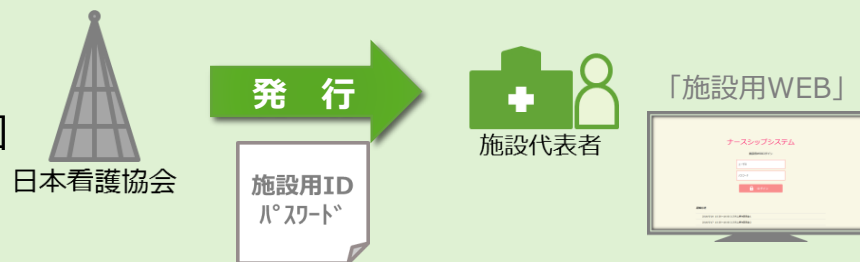 日本看護協会
発 行
施設用ID
ﾊﾟｽﾜｰﾄﾞ
施設代表者
「施設用WEB」
ナースシップシステム